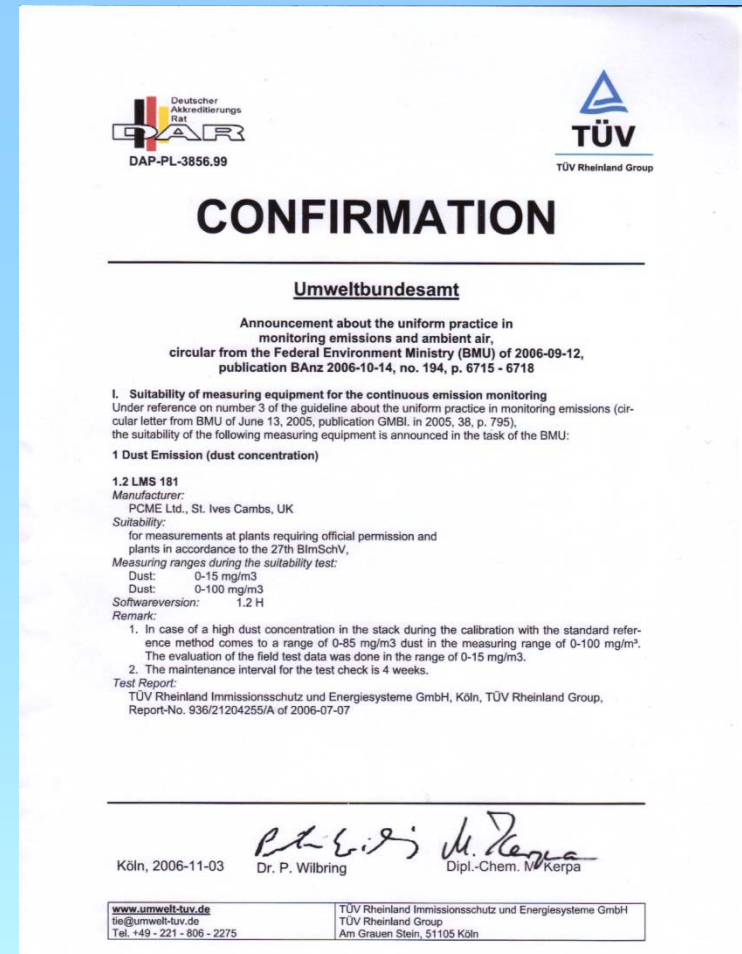 Deutscher
Akkreditierungs
Rat
DAR
DAP-PL-3856.99
TÜV
TÜV Rheinland Group
CONFIRMATION
Umweltbundesamt
Announcement about the uniform practice in
monitoring emissions and ambient air,
circular from the Federal Environment Ministry (BMU) of 2006-09-12,
publication BAnz 2006-10-14, no. 194, p. 6715 - 6718
I. Suitability of measuring equipment for the continuous emission monitoring
Under reference on number 3 of the guideline about the uniform practice in monitoring emissions (cir-
cular letter from BMU of June 13, 2005, publication GMBl. in 2005, 38, p. 795),
the suitability of the following measuring equipment is announced in the task of the BMU:
1 Dust Emission (dust concentration)
1.2 LMS 181
Manufacturer:
PCME Ltd., St. Ives Cambs, UK
Suitability:
for measurements at plants requiring official permission and
plants in accordance to the 27th BImSchV,
Measuring ranges during the suitability test:
Dust: 0-15 mg/m3
Dust: 0-100 mg/m3
Softwareversion: 1.2 H
Remark:
1. In case of a high dust concentration in the stack during the calibration with the standard refer-
ence method comes to a range of 0-85 mg/m3 dust in the measuring range of 0-100 mg/m³.
The evaluation of the field test data was done in the range of 0-15 mg/m3.
2. The maintenance interval for the test check is 4 weeks.
Test Report:
TÜV Rheinland Immissionsschutz und Energiesysteme GmbH, Köln, TÜV Rheinland Group,
Report-No. 936/21204255/A of 2006-07-07
Köln, 2006-11-03
Dr. P. Wilbring
Dipl.-Chem. M Kerpa
www.umwelt-tuv.de
tie@umwelt-tuv.de
Tel. +49 - 221 - 806 - 2275
TÜV Rheinland Immissionsschutz und Energiesysteme GmbH
TÜV Rheinland Group
Am Grauen Stein, 51105 Köln